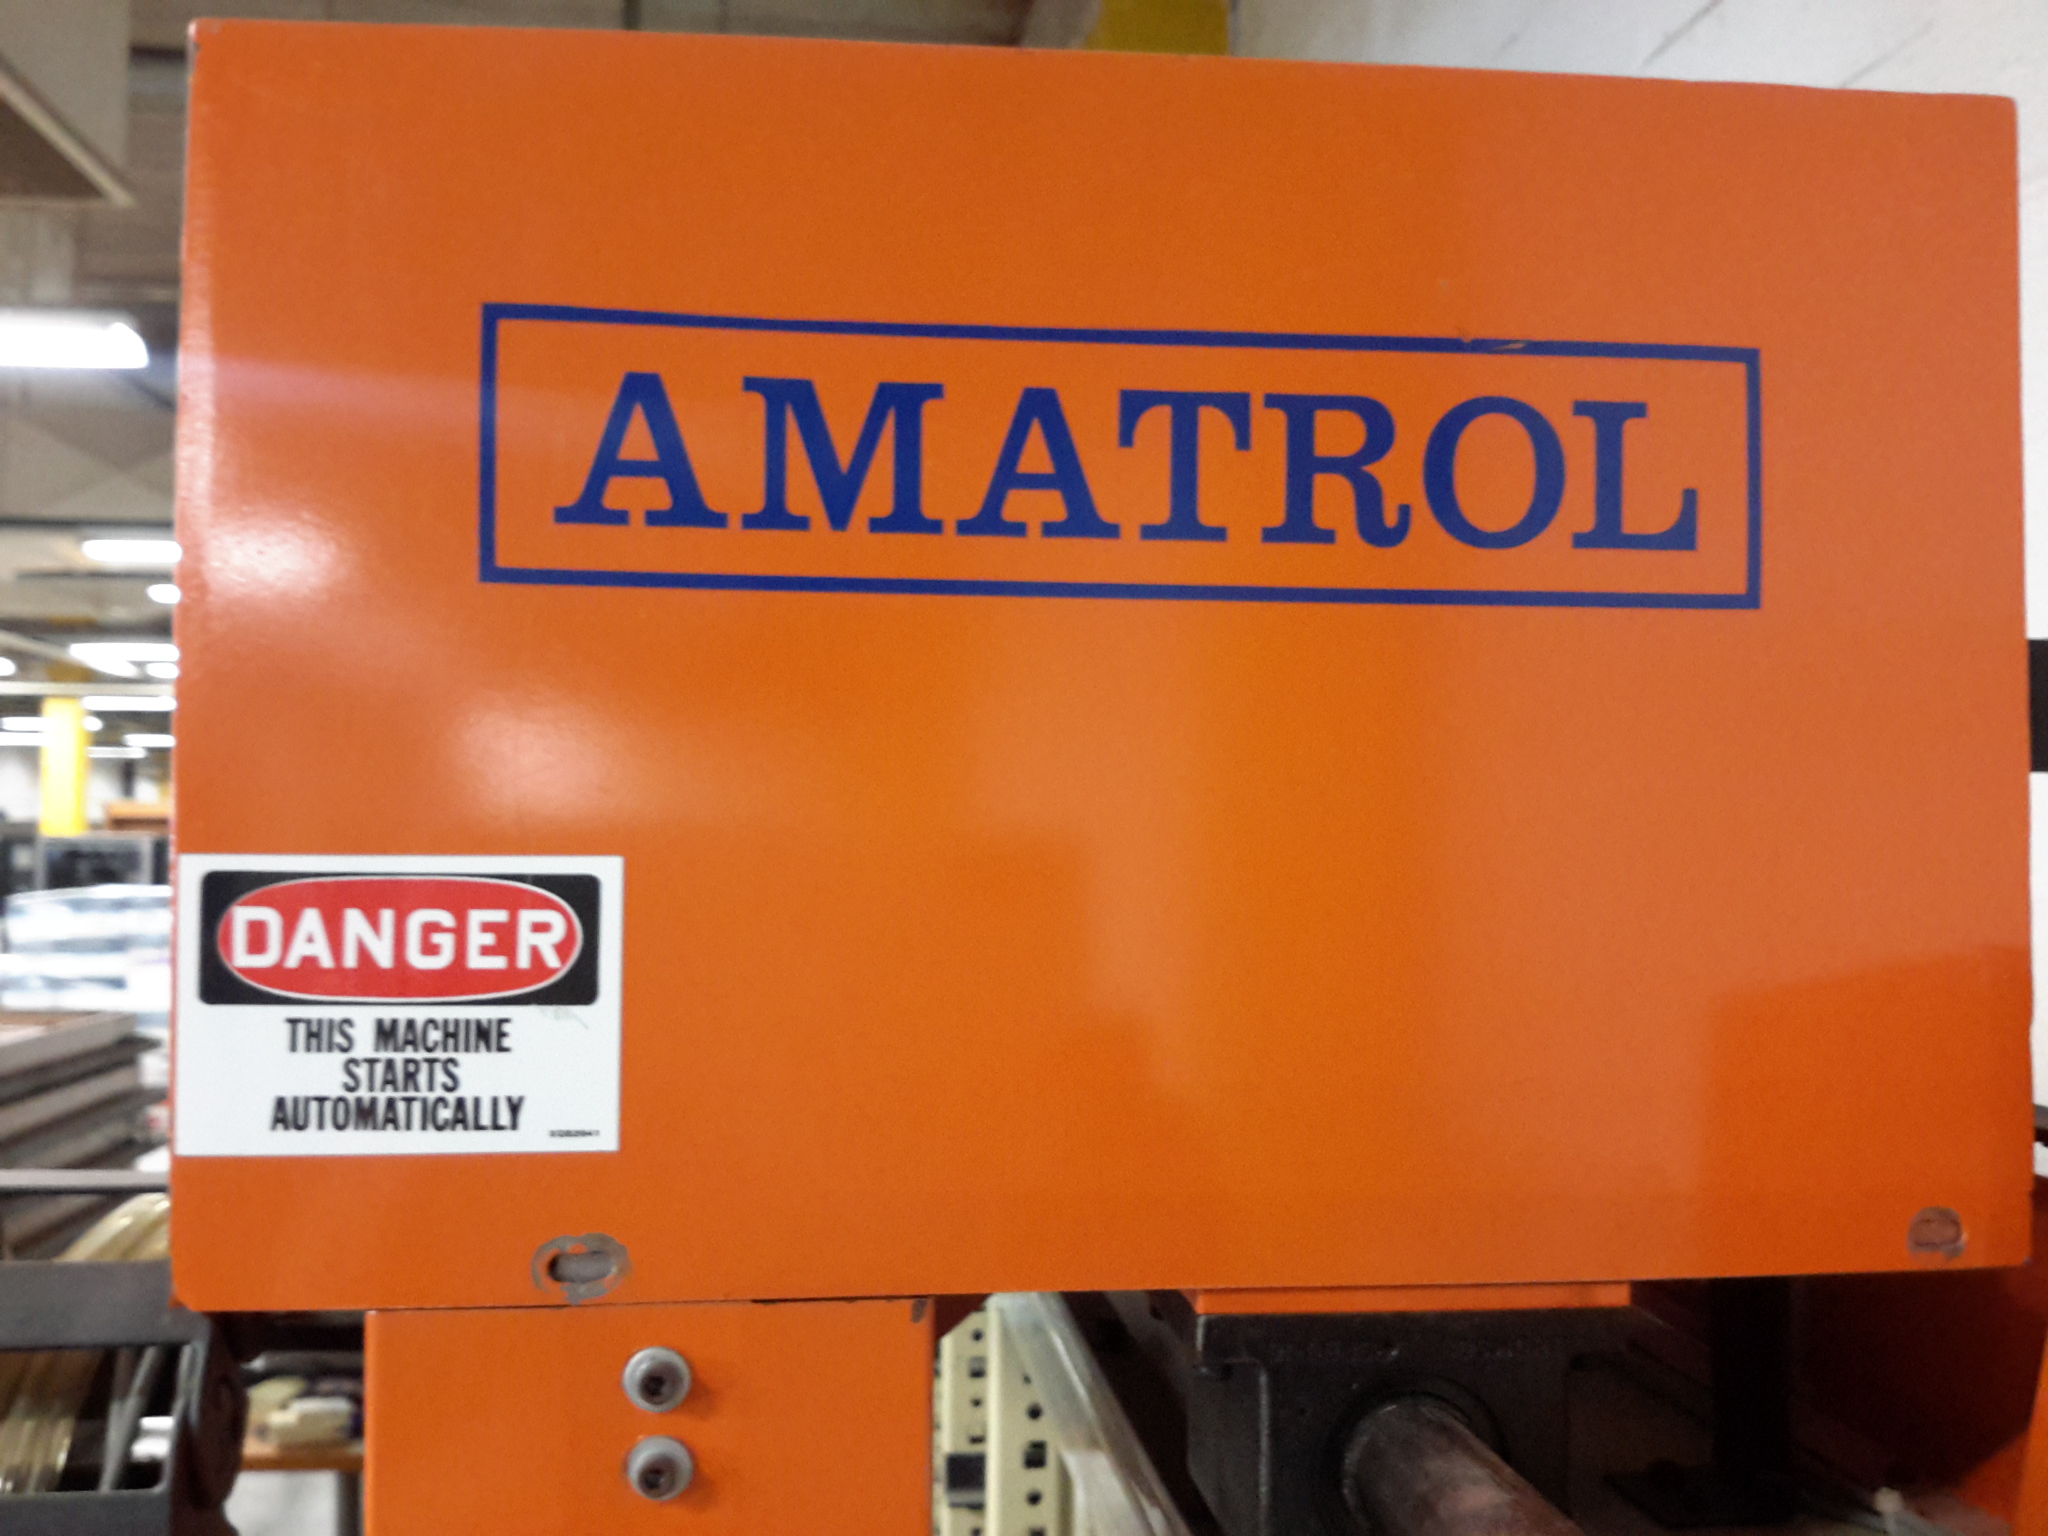 AMATROL
DANGER
THIS MACHINE
STARTS
AUTOMATICALLY